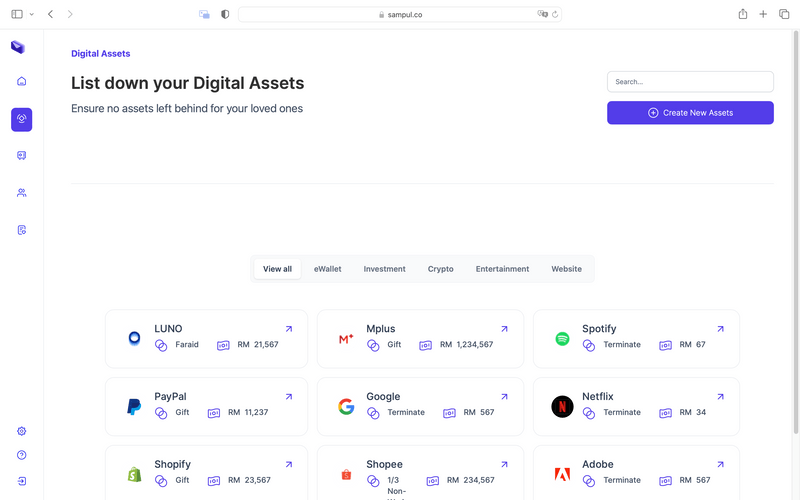 sampul.co
Digital Assets
List down your Digital Assets
Ensure no assets left behind for your loved ones
Search...
Create New Assets
View all eWallet Investment Crypto Entertainment Website
LUNO
Faraid RM 21,567
Mplus
Gift RM 1,234,567
Spotify
Terminate RM 67
PayPal
Gift RM 11,237
Google
Terminate RM 567
Netflix
Terminate RM 34
Shopify
Gift RM 23,567
Shopee
1/3 RM 234,567
Non-
Adobe
Terminate RM 567